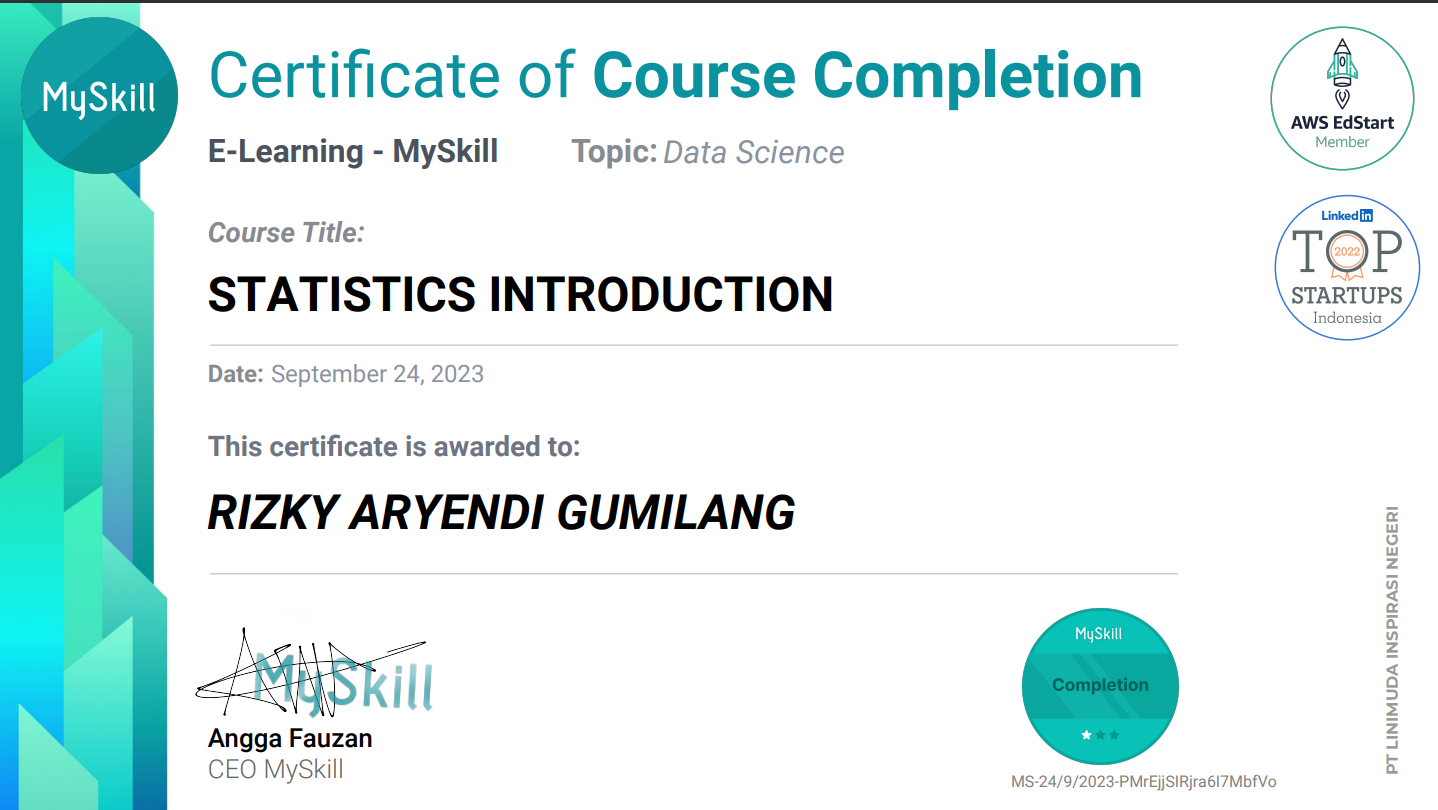 MySkill
Certificate of Course Completion
E-Learning - MySkill
Topic: Data Science
AWS EdStart
Member
Course Title:
STATISTICS INTRODUCTION
LinkedIn
TOP
2022
STARTUPS
Indonesia
Date: September 24, 2023
This certificate is awarded to:
RIZKY ARYENDI GUMILANG
MySkill
Angga Fauzan
CEO MySkill
MySkill
Completion
MS-24/9/2023-PMrEjjSIRjra6I7MbfVo
PT LINIMUDA INSPIRASI NEGERI